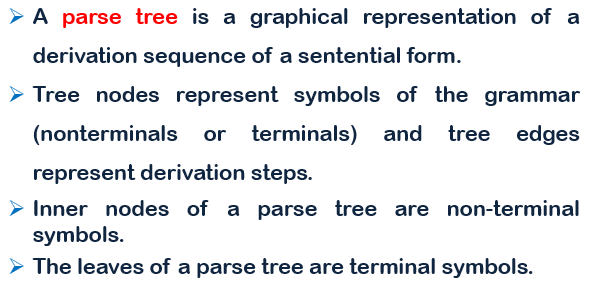 ➢ A parse tree is a graphical representation of a
derivation sequence of a sentential form.
➢ Tree nodes represent symbols of the grammar
(nonterminals or terminals) and tree edges
represent derivation steps.
➢ Inner nodes of a parse tree are non-terminal
symbols.
➢ The leaves of a parse tree are terminal symbols.